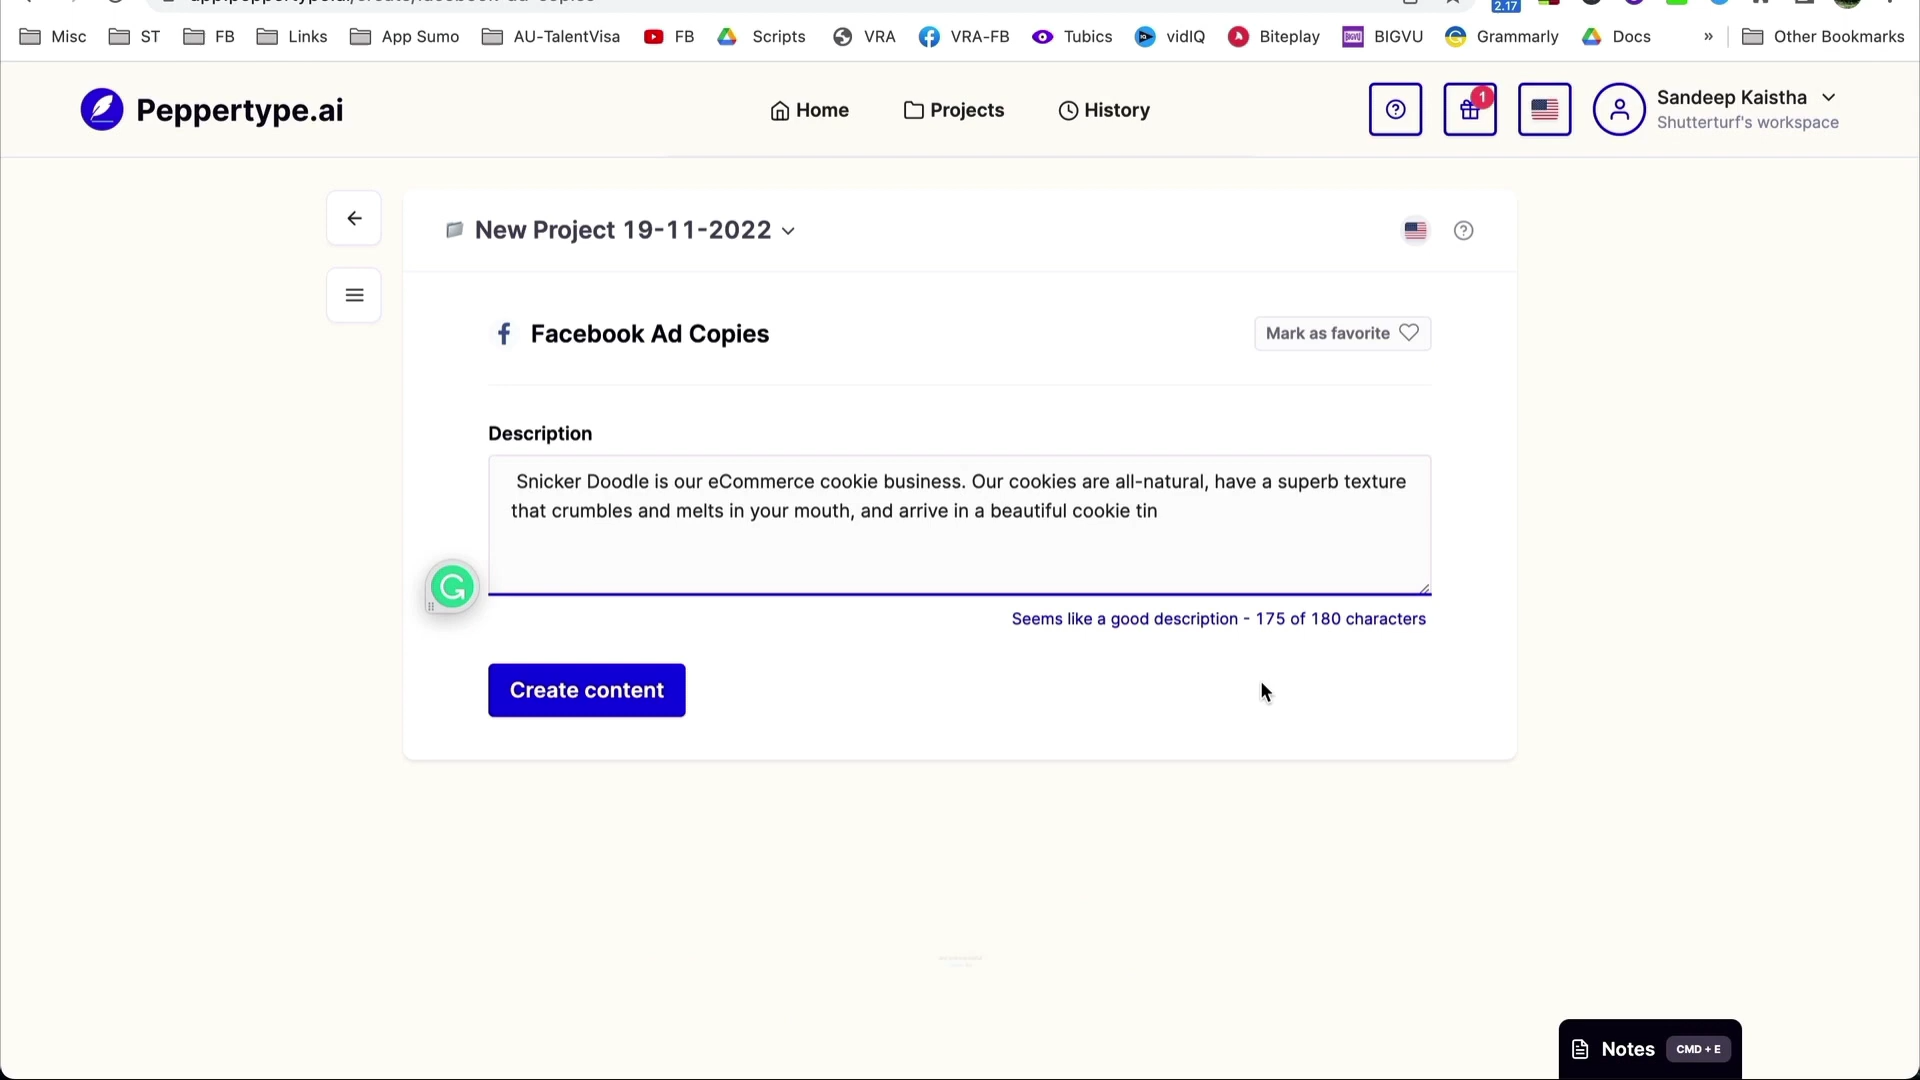 2.17
Misc ST FB Links App Sumo AU-TalentVisa FB Scripts VRA VRA-FB Tubics vidIQ Biteplay BIGVU BIGVU Grammarly Docs » Other Bookmarks
Peppertype.ai Home Projects History 1 Sandeep Kaistha
Shutterturf's workspace
New Project 19-11-2022
Facebook Ad Copies Mark as favorite
Description
Snicker Doodle is our eCommerce cookie business. Our cookies are all-natural, have a superb texture
that crumbles and melts in your mouth, and arrive in a beautiful cookie tin
Seems like a good description - 175 of 180 characters
Create content
Notes CMD + E